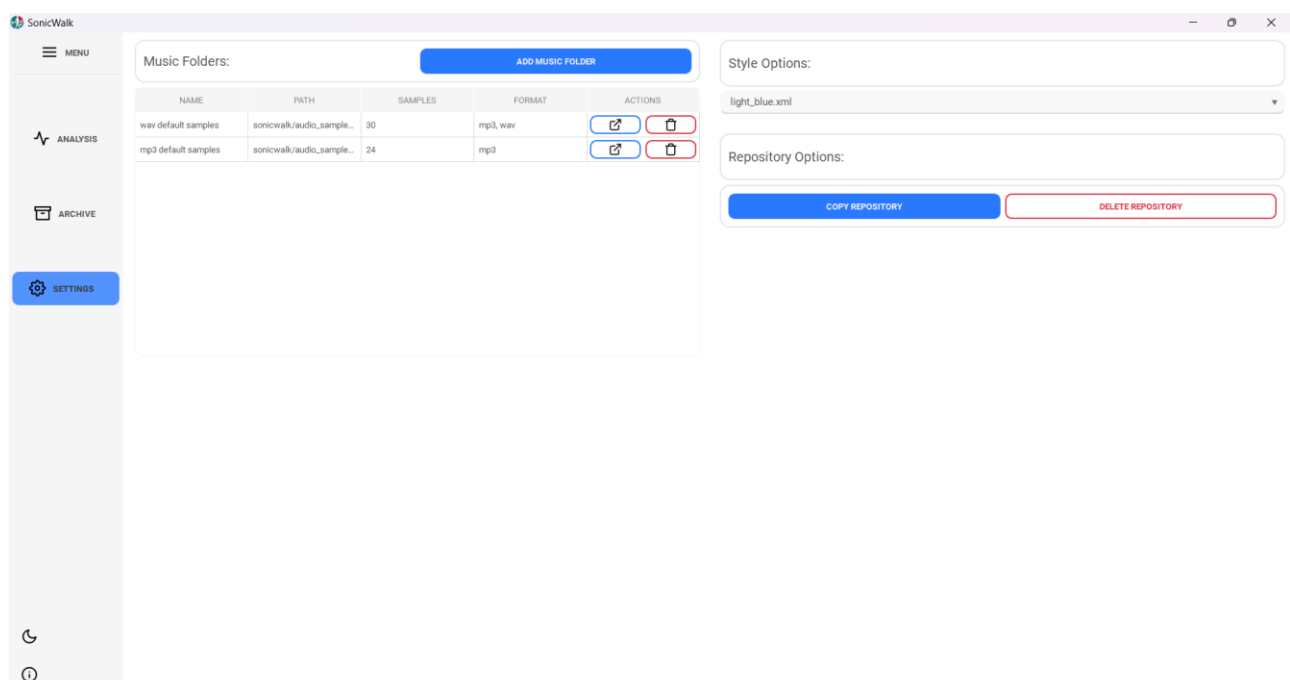 SonicWalk
MENU
ANALYSIS
ARCHIVE
SETTINGS
Music Folders:
ADD MUSIC FOLDER
NAME PATH SAMPLES FORMAT ACTIONS
wav default samples sonicwalk/audio_sample... 30 mp3, wav
mp3 default samples sonicwalk/audio_sample... 24 mp3
Style Options:
light_blue.xml
Repository Options:
COPY REPOSITORY DELETE REPOSITORY